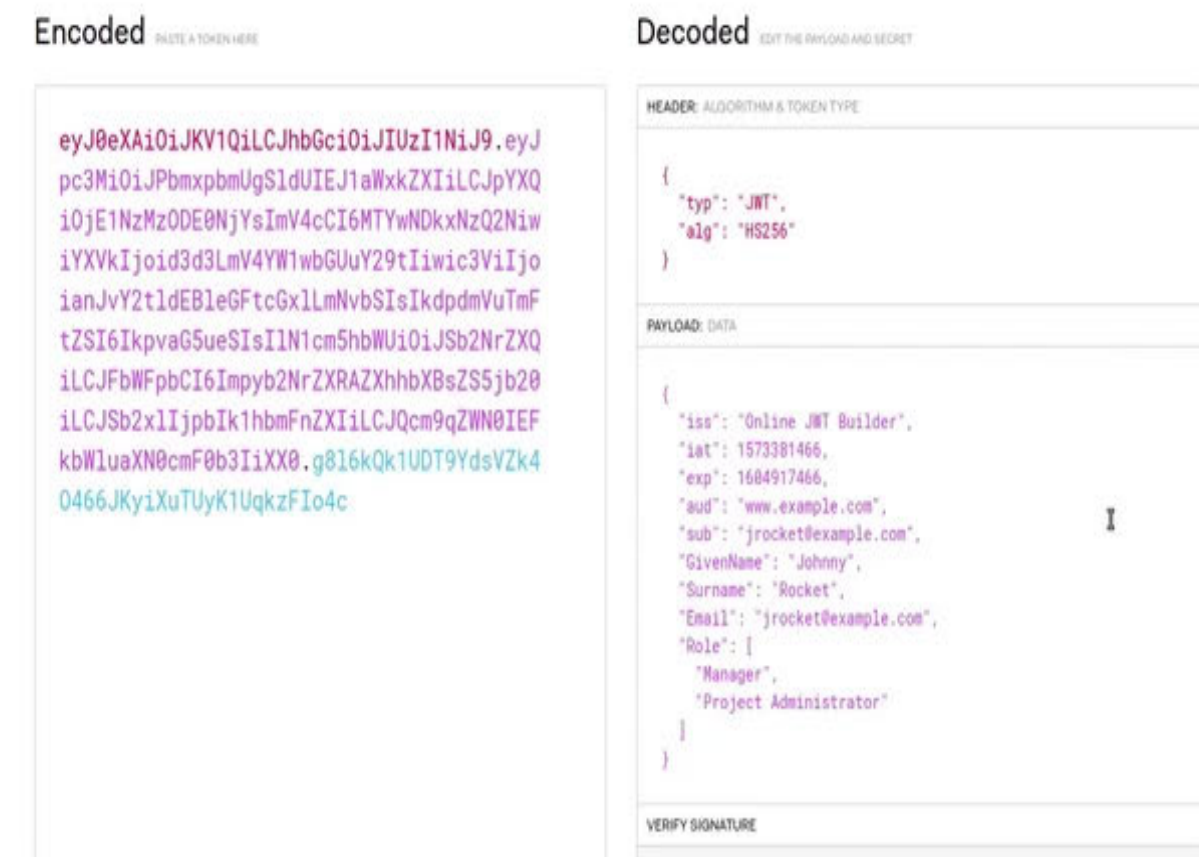 Encoded PASTE A TOKEN HERE
eyJ0eXAiOiJKV1QiLCJhbGciOiJIUzI1NiJ9.eyJ
pc3MiOiJPbmxpbmUgSldUIEJ1aWxkZXIiLCJpYXQ
iOjE1NzMzODE0NjYsImV4cCI6MTYwNDkxNzQ2Niw
iYXVkIjoid3d3LmV4YW1wbGUuY29tIiwic3ViIjo
ianJvY2tldEBleGFtcGxlLmNvbSIsIkdpdmVuTmF
tZSI6IkpvaG5ueSIsIlN1cm5hbWUiOiJSb2NrZXQ
iLCJFbWFpbCI6Impyb2NrZXRAZXhhbXBsZS5jb20
iLCJSb2xlIjpbIk1hbmFnZXIiLCJQcm9qZWN0IEF
kbWluaXN0cmF0b3IiXX0.g8l6kQk1UDT9YdsVZk4
O466JKyiXuTUyK1UqkzFIo4c
Decoded EDIT THE PAYLOAD AND SECRET
HEADER: ALGORITHM & TOKEN TYPE
{
"typ": "JWT",
"alg": "HS256"
}
PAYLOAD: DATA
{
"iss": "Online JWT Builder",
"iat": 1573381466,
"exp": 1604917466,
"aud": "www.example.com",
"sub": "jrocket@example.com",
"GivenName": "Johnny",
"Surname": "Rocket",
"Email": "jrocket@example.com",
"Role": [
"Manager",
"Project Administrator"
]
}
VERIFY SIGNATURE